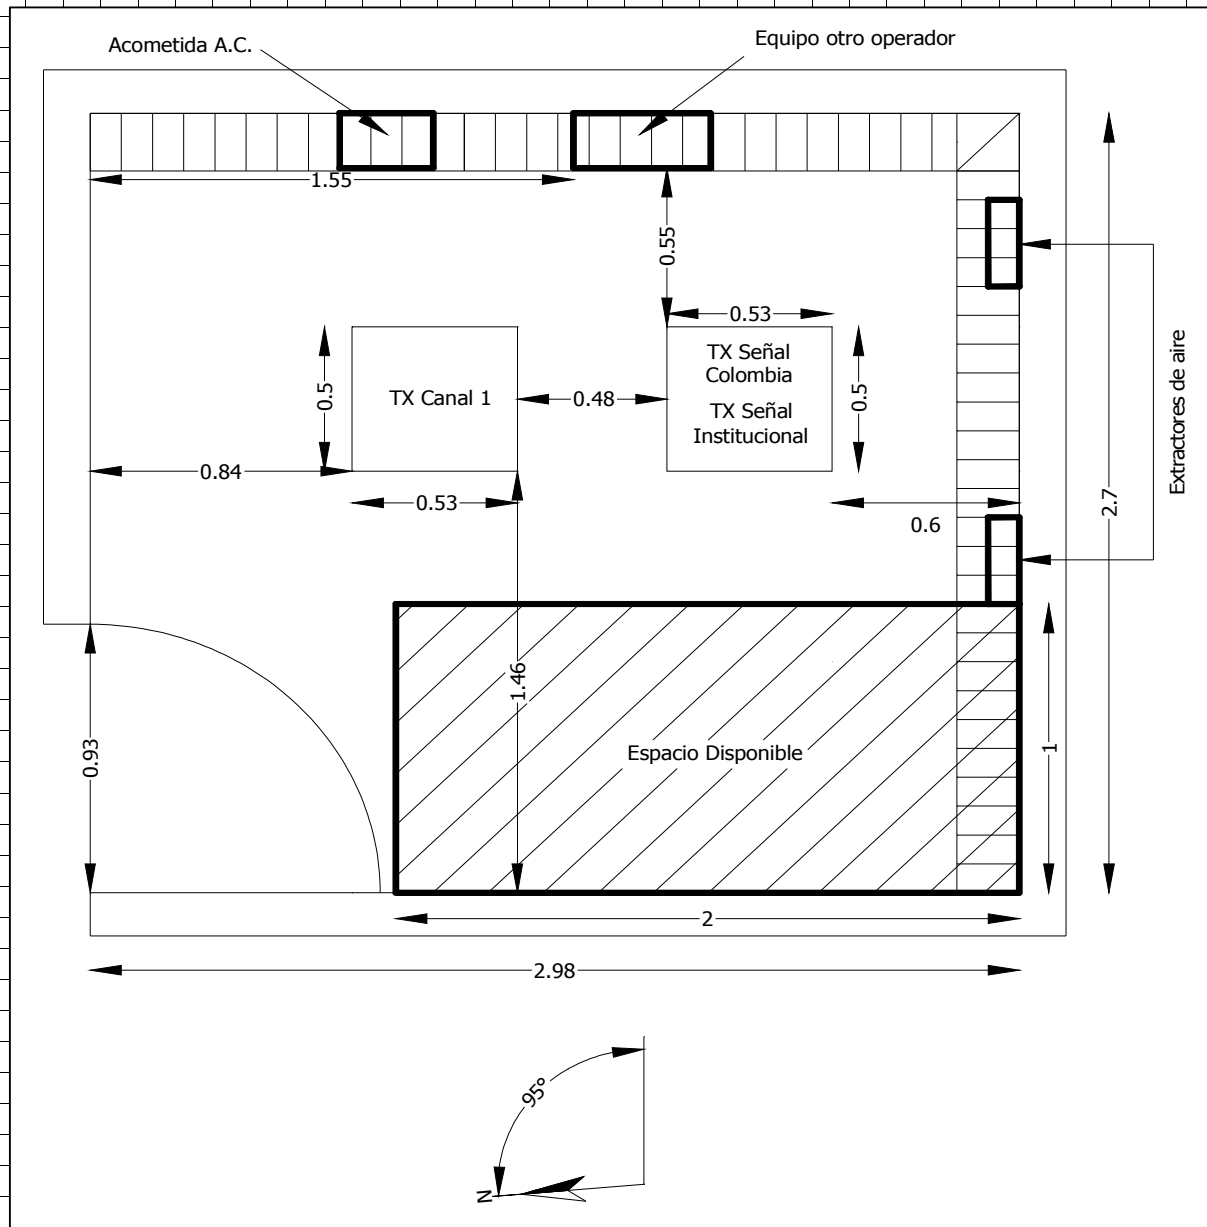 Acometida A.C.
Equipo otro operador
1.55
0.55
0.53
TX Señal
Colombia
TX Señal
Institucional
0.5
TX Canal 1
0.5
0.48
0.84
0.53
0.6
Extractores de aire
2.7
1.46
0.93
Espacio Disponible
1
2
2.98
95°
N